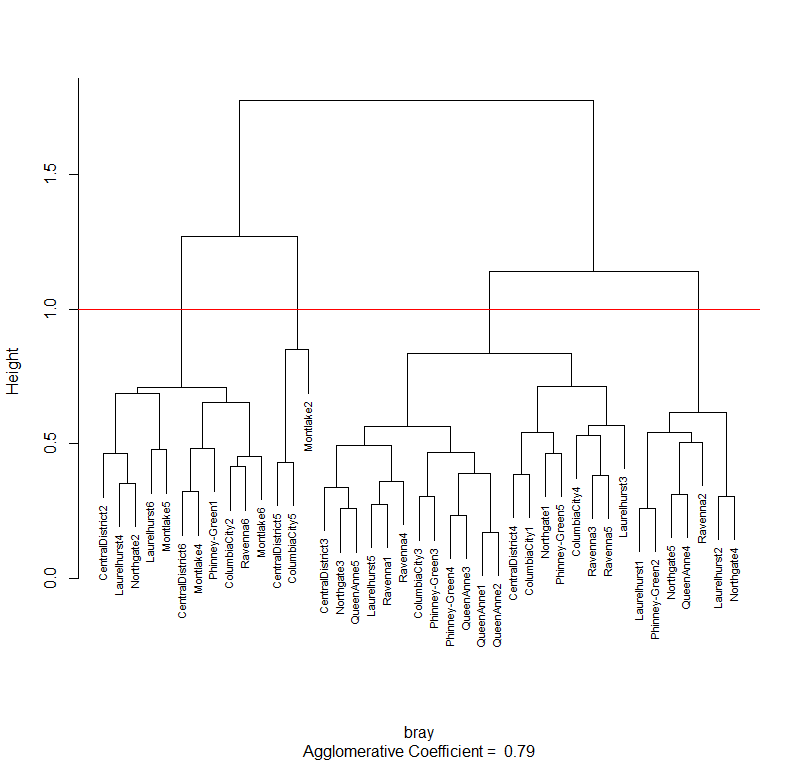 Height
1.5
1.0
0.5
0.0
CentralDistrict2
Laurelhurst4
Northgate2
Laurelhurst6
Montlake5
CentralDistrict6
Montlake4
Phinney-Green1
ColumbiaCity2
Ravenna6
Montlake6
CentralDistrict5
ColumbiaCity5
Montlake2
CentralDistrict3
Northgate3
QueenAnne5
Laurelhurst5
Ravenna1
Ravenna4
ColumbiaCity3
Phinney-Green3
Phinney-Green4
QueenAnne3
QueenAnne1
QueenAnne2
CentralDistrict4
ColumbiaCity1
Northgate1
Phinney-Green5
ColumbiaCity4
Ravenna3
Ravenna5
Laurelhurst3
Laurelhurst1
Phinney-Green2
Northgate5
QueenAnne4
Ravenna2
Laurelhurst2
Northgate4
bray
Agglomerative Coefficient = 0.79